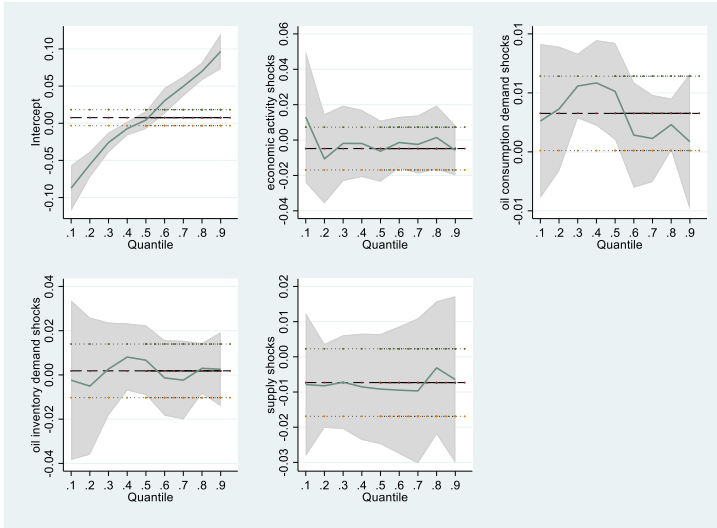 Intercept
0.10
0.05
0.00
-0.05
-0.10
.1 .2 .3 .4 .5 .6 .7 .8 .9
Quantile
economic activity shocks
0.06
0.04
0.02
0.00
-0.02
-0.04
.1 .2 .3 .4 .5 .6 .7 .8 .9
Quantile
oil consumption demand shocks
0.01
0.01
0.00
-0.01
.1 .2 .3 .4 .5 .6 .7 .8 .9
Quantile
oil inventory demand shocks
0.04
0.02
0.00
-0.02
-0.04
.1 .2 .3 .4 .5 .6 .7 .8 .9
Quantile
supply shocks
0.02
0.01
0.00
-0.01
-0.02
-0.03
.1 .2 .3 .4 .5 .6 .7 .8 .9
Quantile